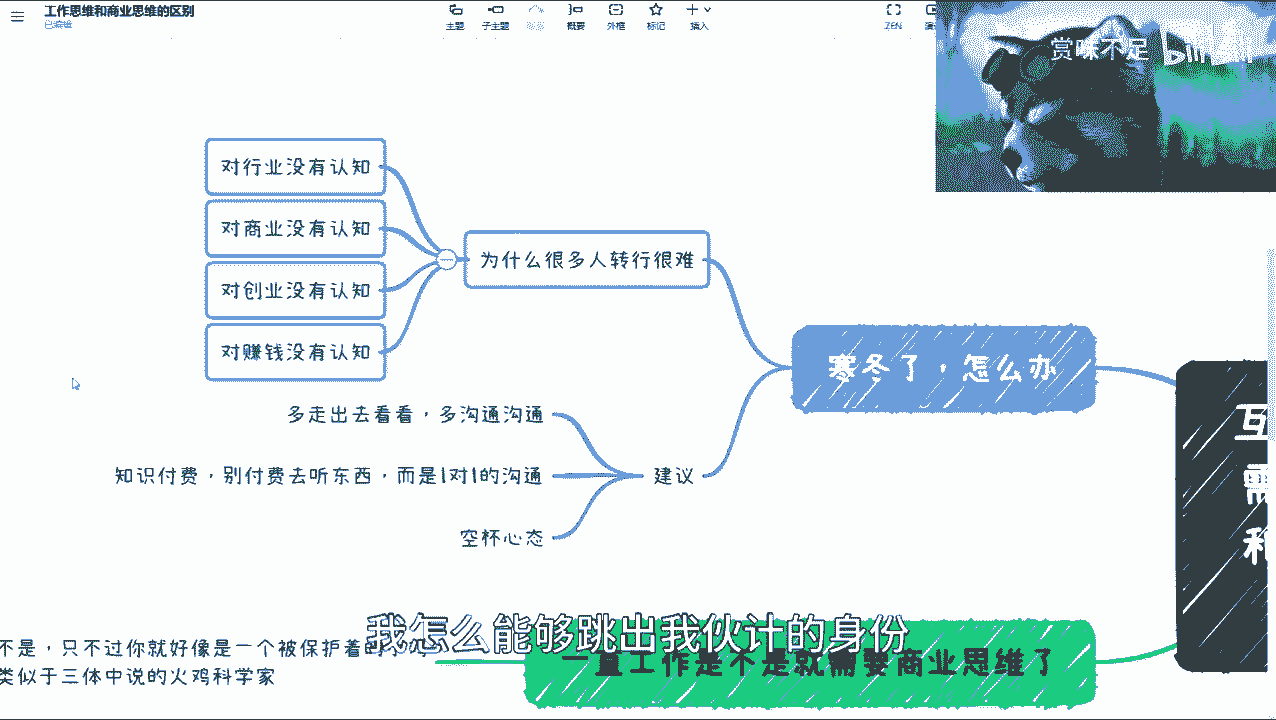 工作思维和商业思维的区别
已编辑
主题
子主题
概要
外框
标记
插入
ZEN
赏味不足
bilibili
对行业没有认知
对商业没有认知
对创业没有认知
对赚钱没有认知
为什么很多人转行很难
寒冬了，怎么办
多走出去看看，多沟通沟通
知识付费，别付费去听东西，而是1对1的沟通
空杯心态
建议
互
需
和
不是，只不过你就好像是一个被保护着的
类似于三体中说的火鸡科学家
一直工作是不是就需要商业思维了
我怎么能够跳出我伙计的身份